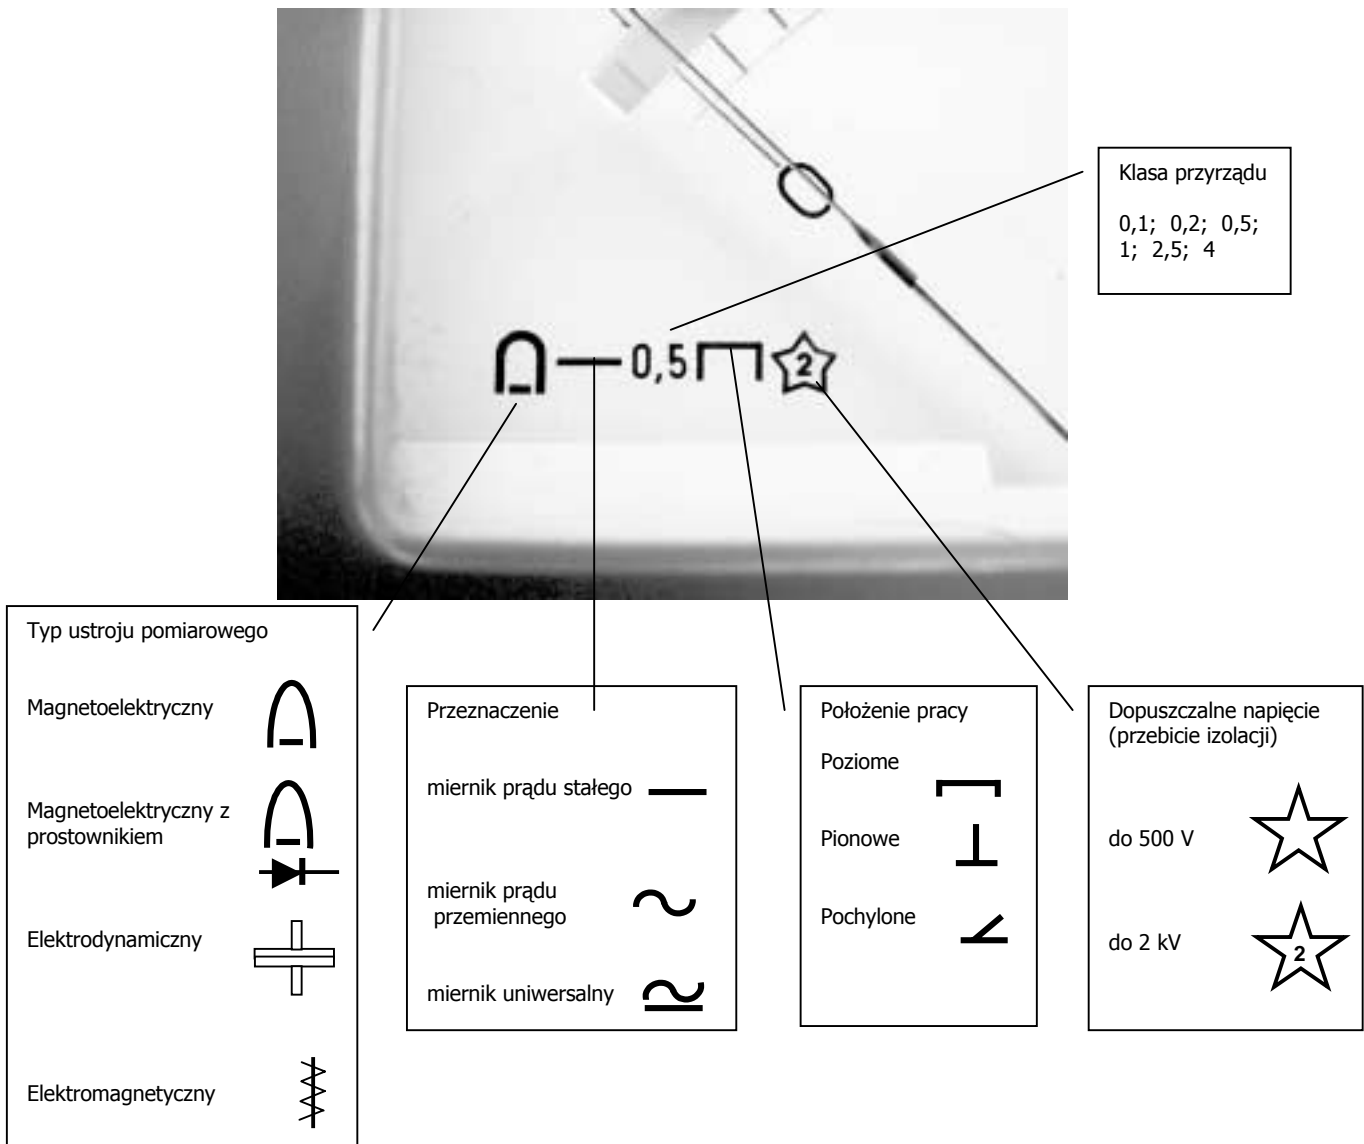 Klasa przyrządu
0,1; 0,2; 0,5;
1; 2,5; 4
0,5
2
Typ ustroju pomiarowego
Magnetoelektryczny
Magnetoelektryczny z
prostownikiem
Elektrodynamiczny
Elektromagnetyczny
Przeznaczenie
miernik prądu stałego
miernik prądu
przemiennego
miernik uniwersalny
Położenie pracy
Poziome
Pionowe
Pochylone
Dopuszczalne napięcie
(przebicie izolacji)
do 500 V
do 2 kV
2